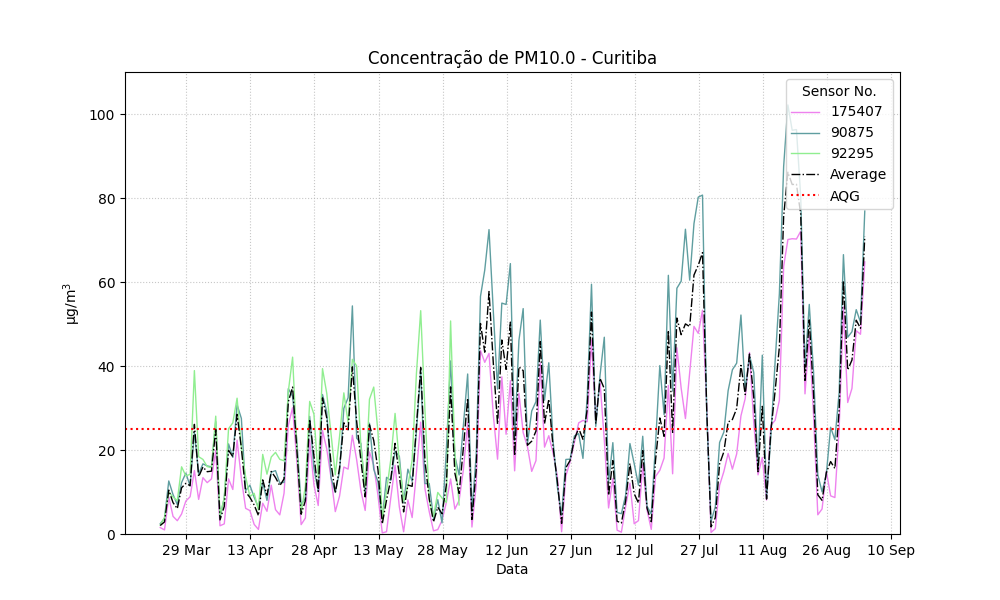 Concentração de PM10.0 - Curitiba
Sensor No.
175407
90875
92295
Average
AQG
100
80
60
40
20
0
µg/m³
29 Mar 13 Apr 28 Apr 13 May 28 May 12 Jun 27 Jun 12 Jul 27 Jul 11 Aug 26 Aug 10 Sep
Data